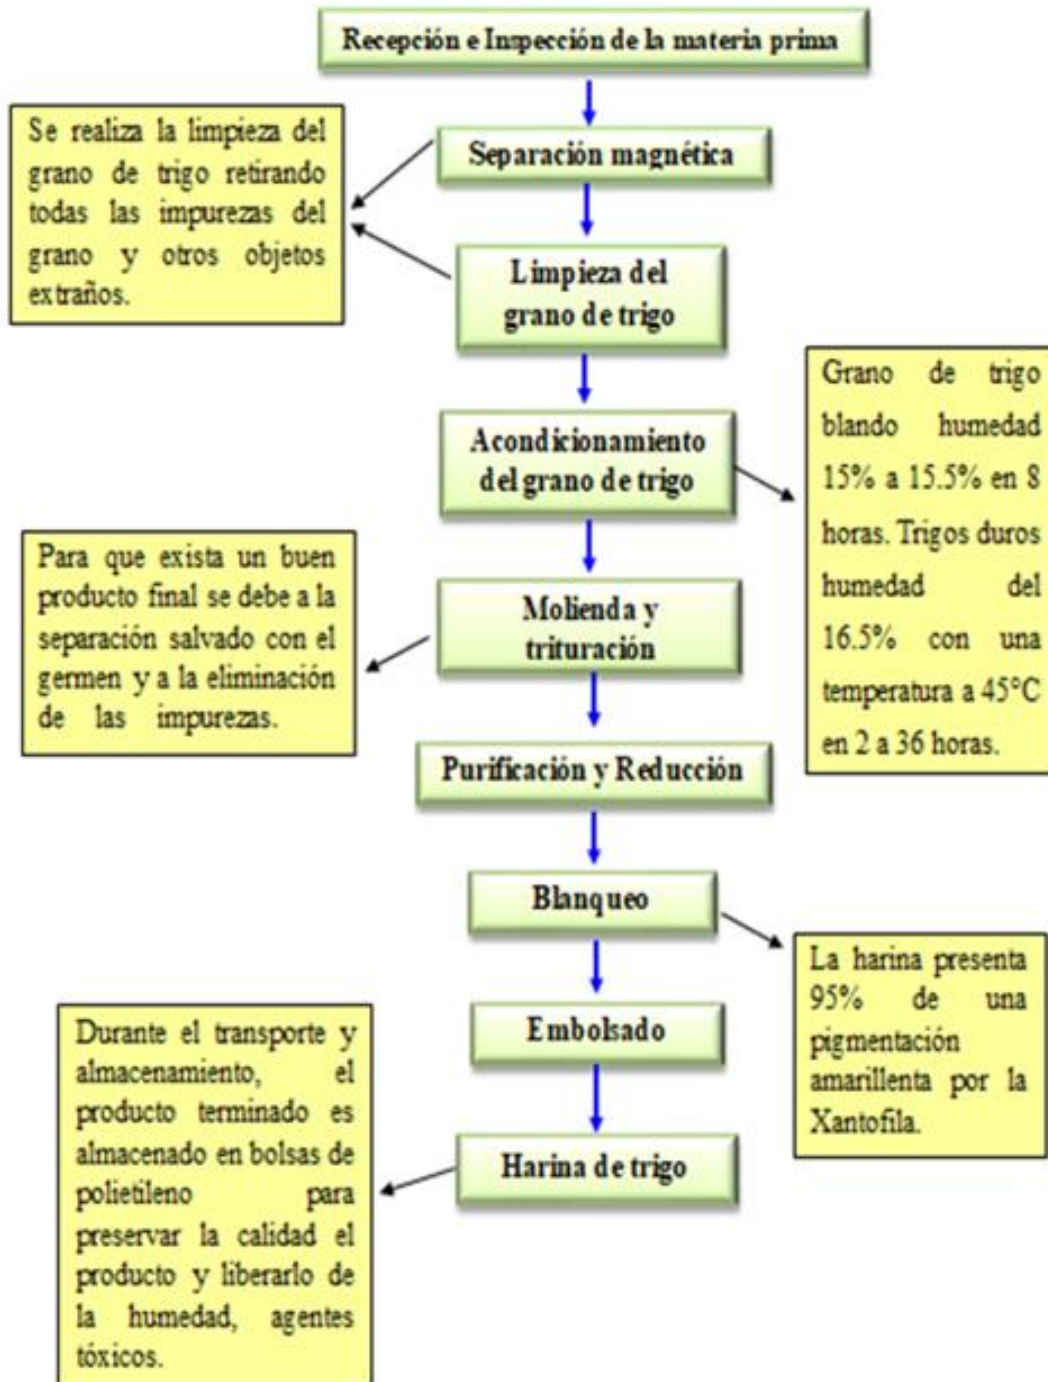 Recepción e Inspección de la materia prima
Separación magnética
Se realiza la limpieza del
grano de trigo retirando
todas las impurezas del
grano y otros objetos
extraños.
Limpieza del
grano de trigo
Acondicionamiento
del grano de trigo
Grano de trigo
blando humedad
15% a 15.5% en 8
horas. Trigos duros
humedad del
16.5% con una
temperatura a 45°C
en 2 a 36 horas.
Molienda y
trituración
Para que exista un buen
producto final se debe a la
separación salvado con el
germen y a la eliminación
de las impurezas.
Purificación y Reducción
Blanqueo
La harina presenta
95% de una
pigmentación
amarillenta por la
Xantofila.
Embolsado
Harina de trigo
Durante el transporte y
almacenamiento, el
producto terminado es
almacenado en bolsas de
polietileno para
preservar la calidad el
producto y liberarlo de
la humedad, agentes
tóxicos.